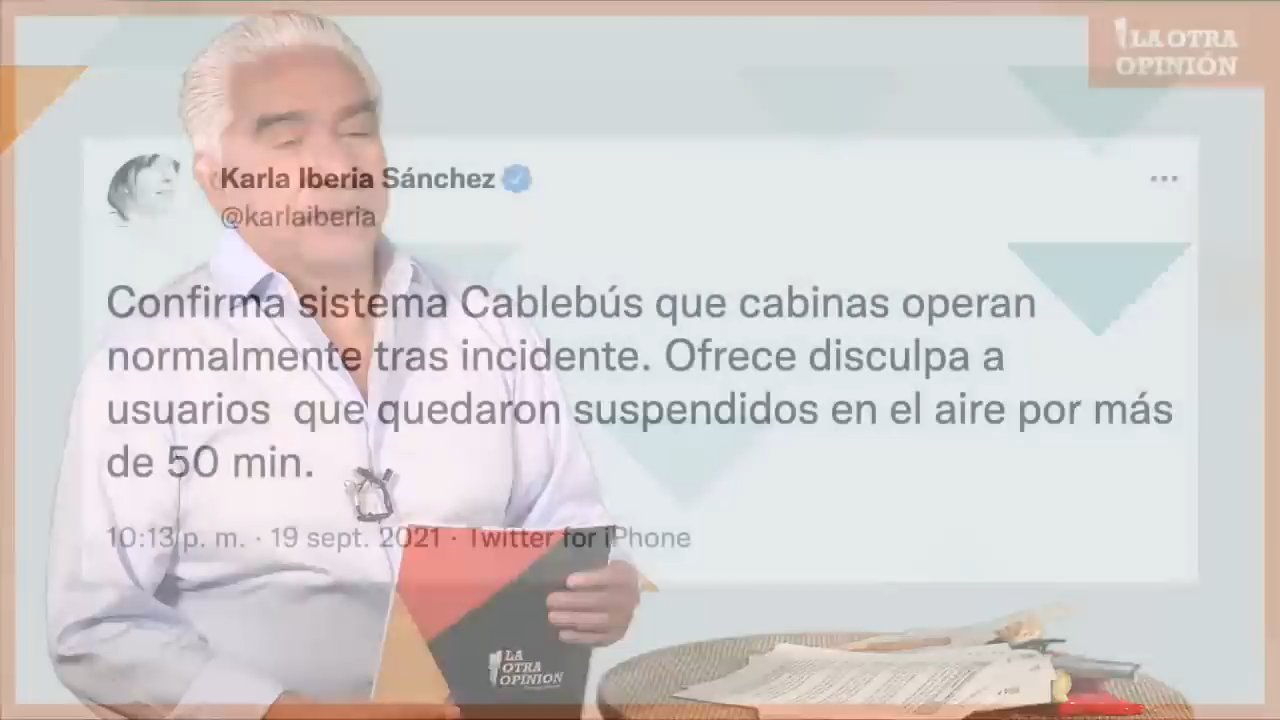 LA OTRA
OPINIÓN
Karla Iberia Sánchez
@karlaiberia
Confirma sistema Cablebús que cabinas operan
normalmente tras incidente. Ofrece disculpa a
usuarios que quedaron suspendidos en el aire por más
de 50 min.
10:13 p. m. · 19 sept. 2021 · Twitter for iPhone
LA
OTRA
OPINIÓN